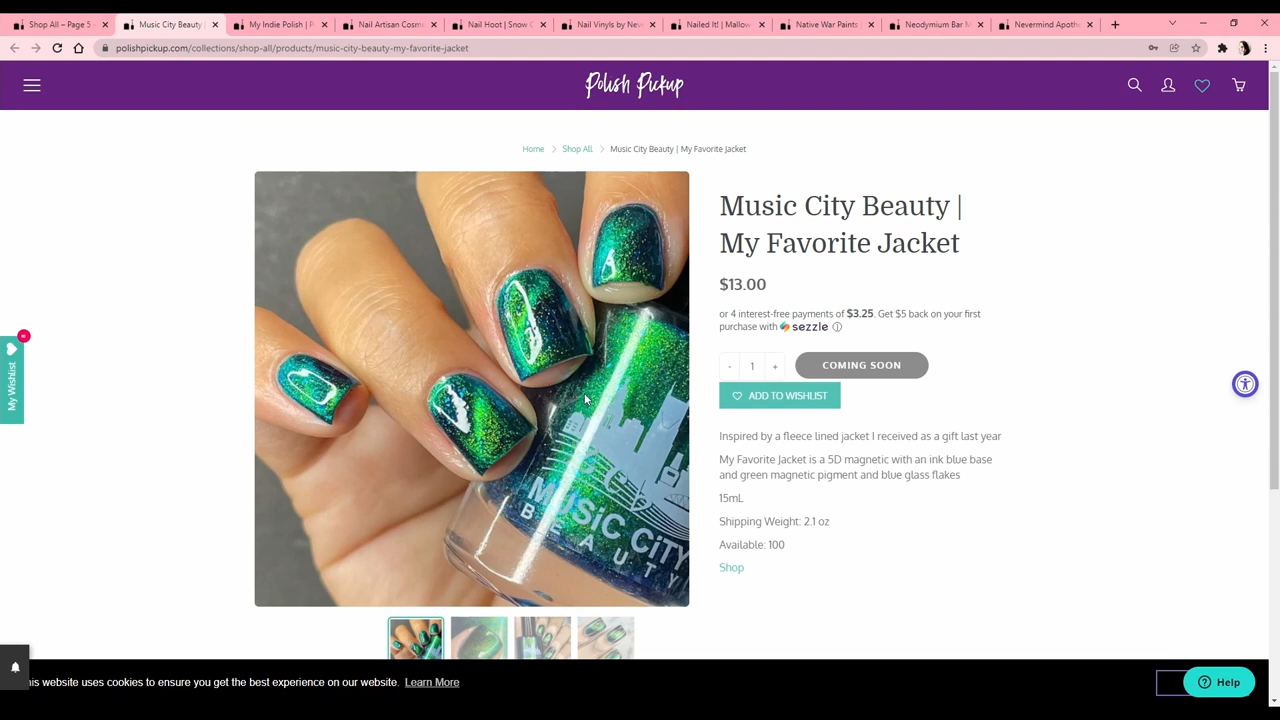 Shop All – Page 5 –
Music City Beauty |
My Indie Polish | P
Nail Artisan Cosme
Nail Hoot | Snow
Nail Vinyls by Neve
Nailed It! | Mallow
Native War Paints |
Neodymium Bar M
Nevermind Apoth
polishpickup.com/collections/shop-all/products/music-city-beauty-my-favorite-jacket
Polish Pickup
Home
Shop All
Music City Beauty | My Favorite Jacket
Music City Beauty |
My Favorite Jacket
$13.00
or 4 interest-free payments of $3.25. Get $5 back on your first
purchase with sezzle
- 1 +
COMING SOON
ADD TO WISHLIST
My Wishlist
Inspired by a fleece lined jacket I received as a gift last year
My Favorite Jacket is a 5D magnetic with an ink blue base
and green magnetic pigment and blue glass flakes
15mL
Shipping Weight: 2.1 oz
Available: 100
Shop
MUSiC CiTY
BEAUTY
his website uses cookies to ensure you get the best experience on our website. Learn More
Help